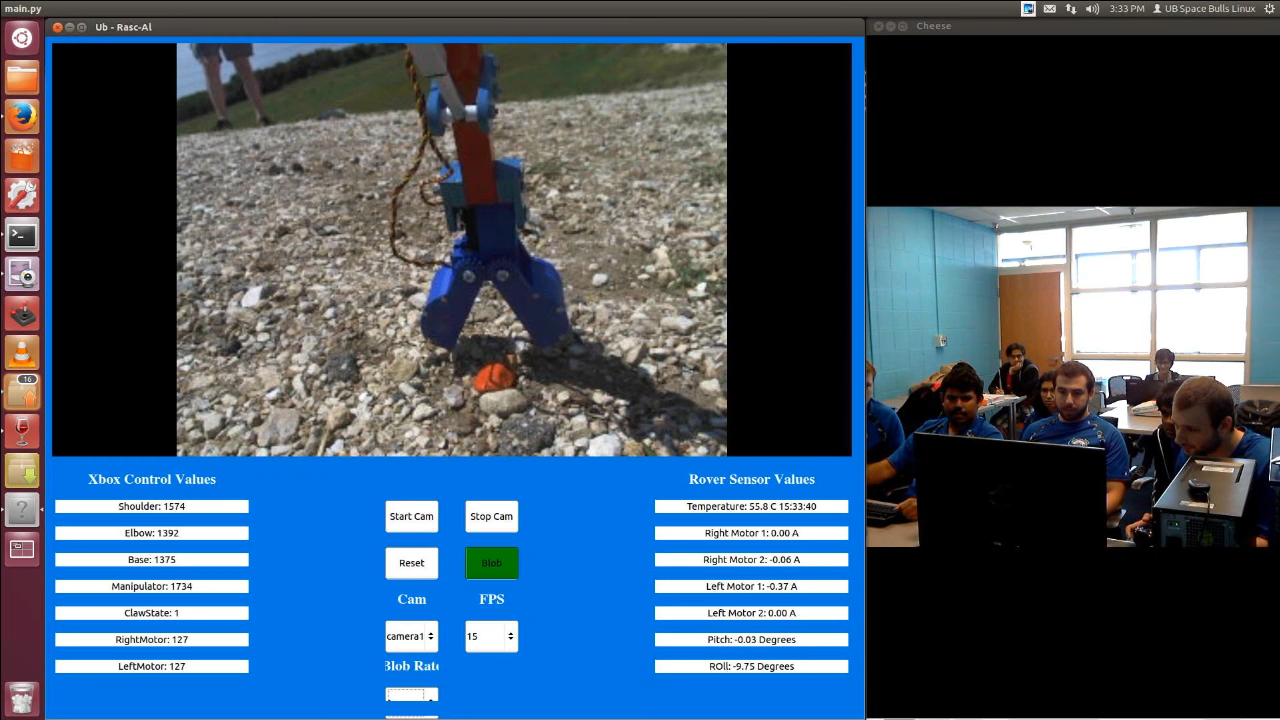 main.py
3:33 PM
UB Space Bulls Linux
Ub - Rasc-Al
Cheese
16
Xbox Control Values
Shoulder: 1574
Elbow: 1392
Base: 1375
Manipulator: 1734
ClawState: 1
RightMotor: 127
LeftMotor: 127
Start Cam
Stop Cam
Reset
Blob
Cam
FPS
camera1
15
Blob Rate
Rover Sensor Values
Temperature: 55.8 C 15:33:40
Right Motor 1: 0.00 A
Right Motor 2: -0.06 A
Left Motor 1: -0.37 A
Left Motor 2: 0.00 A
Pitch: -0.03 Degrees
ROll: -9.75 Degrees